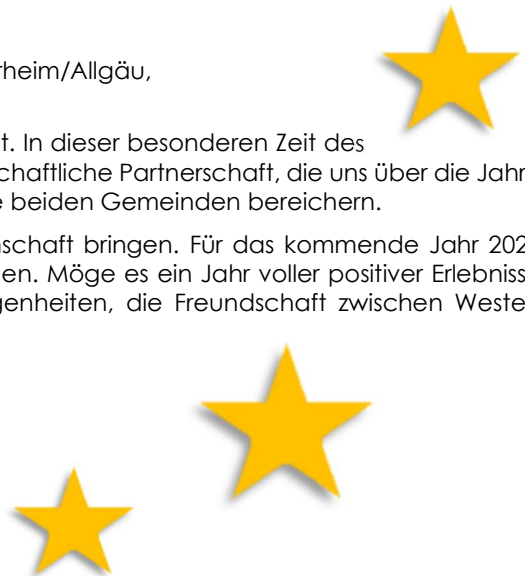 rheim/Allgäu,
t. In dieser besonderen Zeit des
chaftliche Partnerschaft, die uns über die Jahr
e beiden Gemeinden bereichern.
nschaft bringen. Für das kommende Jahr 202
en. Möge es ein Jahr voller positiver Erlebniss
genheiten, die Freundschaft zwischen Weste